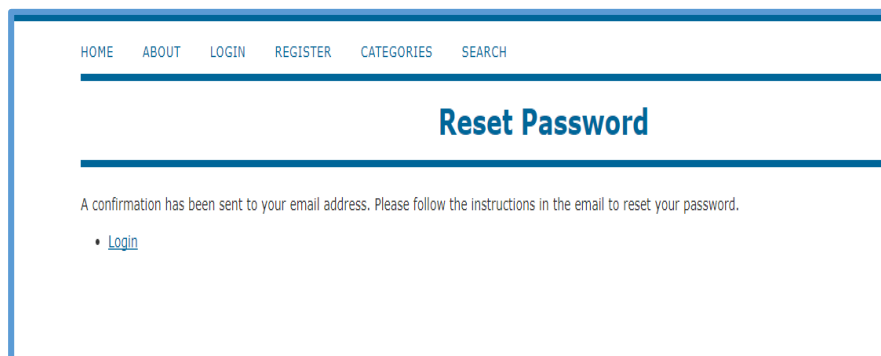 HOME ABOUT LOGIN REGISTER CATEGORIES SEARCH
Reset Password
A confirmation has been sent to your email address. Please follow the instructions in the email to reset your password.
• Login